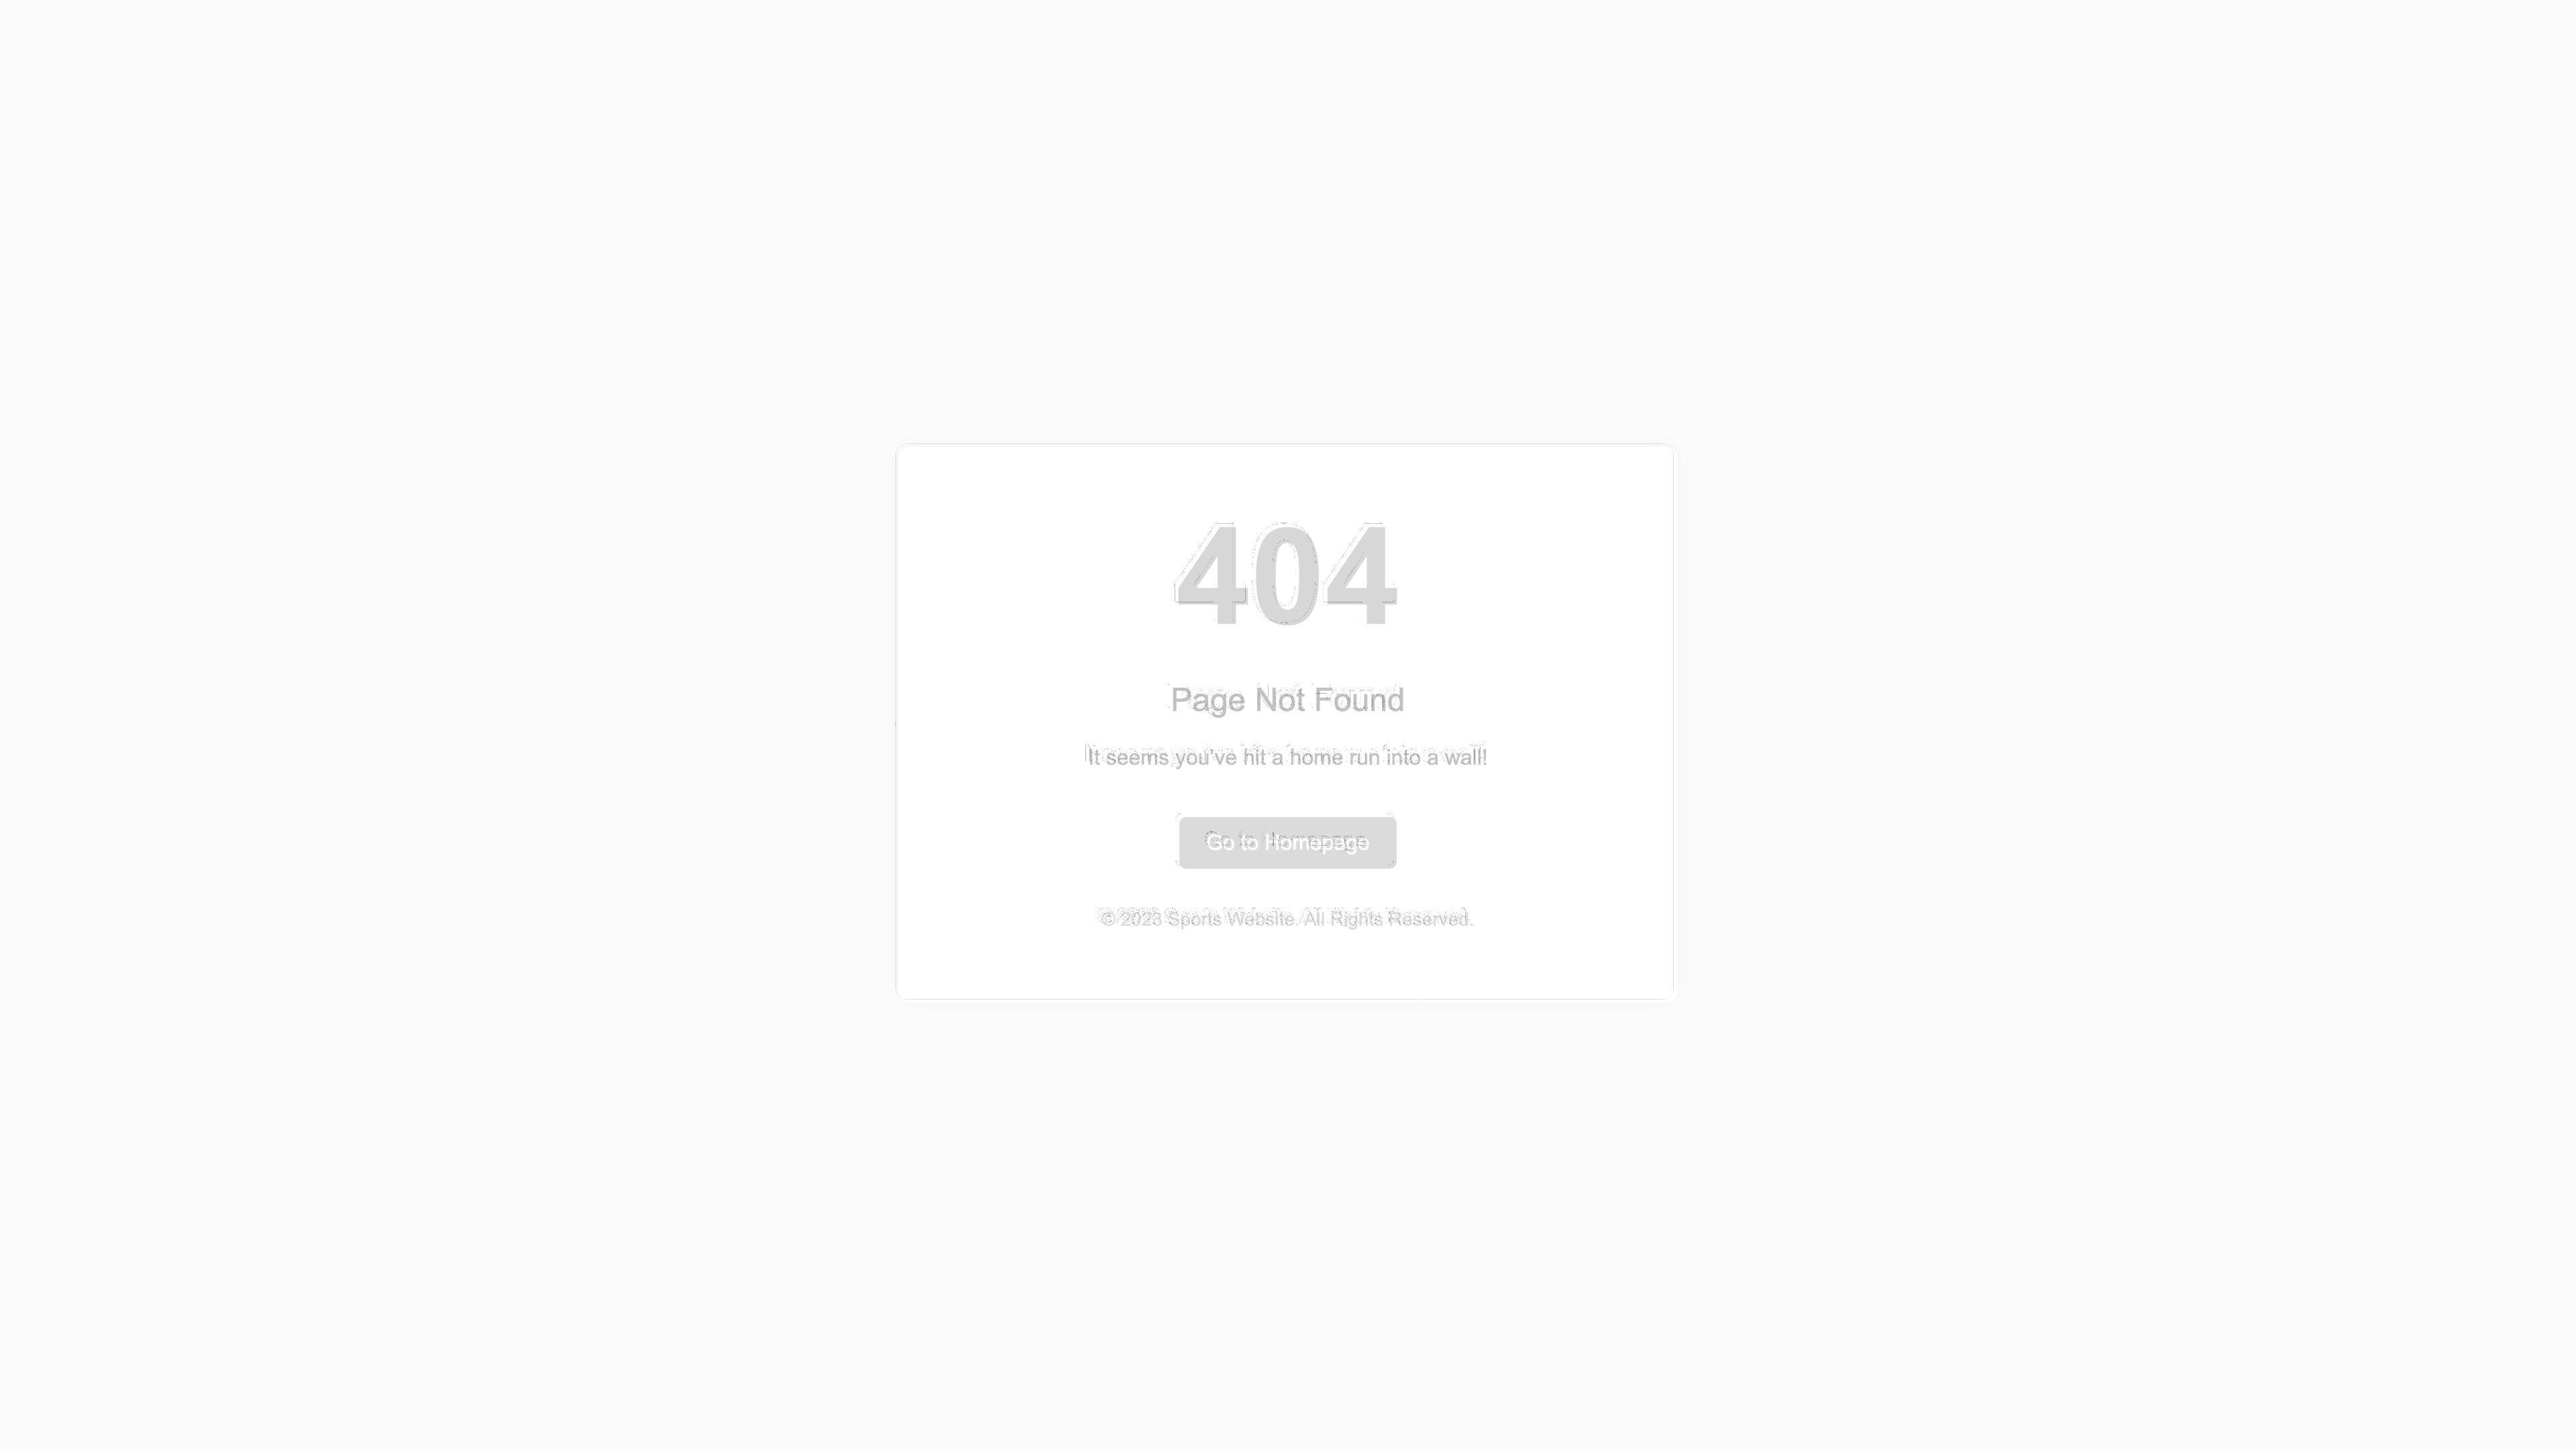 404
Page Not Found
It seems you've hit a home run into a wall!
Go to Homepage
© 2023 Sports Website. All Rights Reserved.